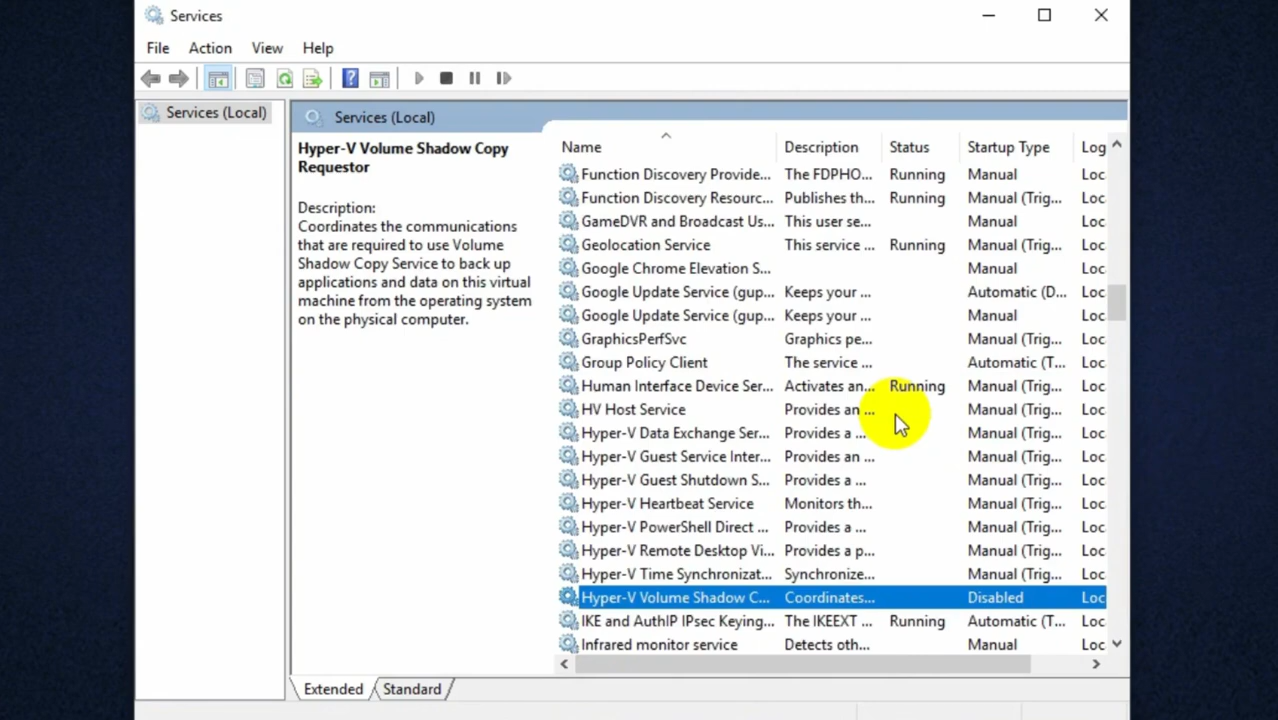 Services
File Action View Help
Services (Local)
Services (Local)
Hyper-V Volume Shadow Copy
Requestor
Description:
Coordinates the communications
that are required to use Volume
Shadow Copy Service to back up
applications and data on this virtual
machine from the operating system
on the physical computer.
Name Description Status Startup Type Log
Function Discovery Provide... The FDPHO... Running Manual Loc
Function Discovery Resourc... Publishes th... Running Manual (Trig... Loc
GameDVR and Broadcast Us... This user se... Manual Loc
Geolocation Service This service ... Running Manual (Trig... Loc
Google Chrome Elevation S... Manual Loc
Google Update Service (gup... Keeps your ... Automatic (D... Loc
Google Update Service (gup... Keeps your ... Manual Loc
GraphicsPerfSvc Graphics pe... Manual (Trig... Loc
Group Policy Client The service ... Automatic (T... Loc
Human Interface Device Ser... Activates an... Running Manual (Trig... Loc
HV Host Service Provides an ... Manual (Trig... Loc
Hyper-V Data Exchange Ser... Provides a ... Manual (Trig... Loc
Hyper-V Guest Service Inter... Provides an ... Manual (Trig... Loc
Hyper-V Guest Shutdown S... Provides a ... Manual (Trig... Loc
Hyper-V Heartbeat Service Monitors th... Manual (Trig... Loc
Hyper-V PowerShell Direct ... Provides a ... Manual (Trig... Loc
Hyper-V Remote Desktop Vi... Provides a p... Manual (Trig... Loc
Hyper-V Time Synchronizat... Synchronize... Manual (Trig... Loc
Hyper-V Volume Shadow C... Coordinates... Disabled Loc
IKE and AuthIP IPsec Keying... The IKEEXT ... Running Automatic (T... Loc
Infrared monitor service Detects oth... Manual (Trig... Loc
Extended Standard